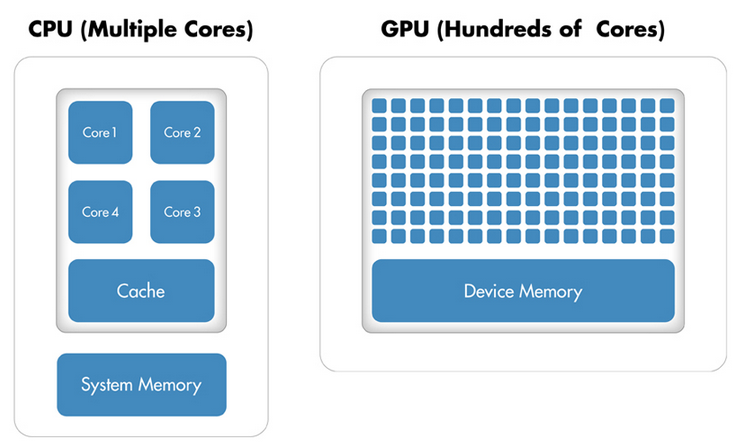 CPU (Multiple Cores)
Core 1
Core 2
Core 4
Core 3
Cache
System Memory
GPU (Hundreds of Cores)
Device Memory